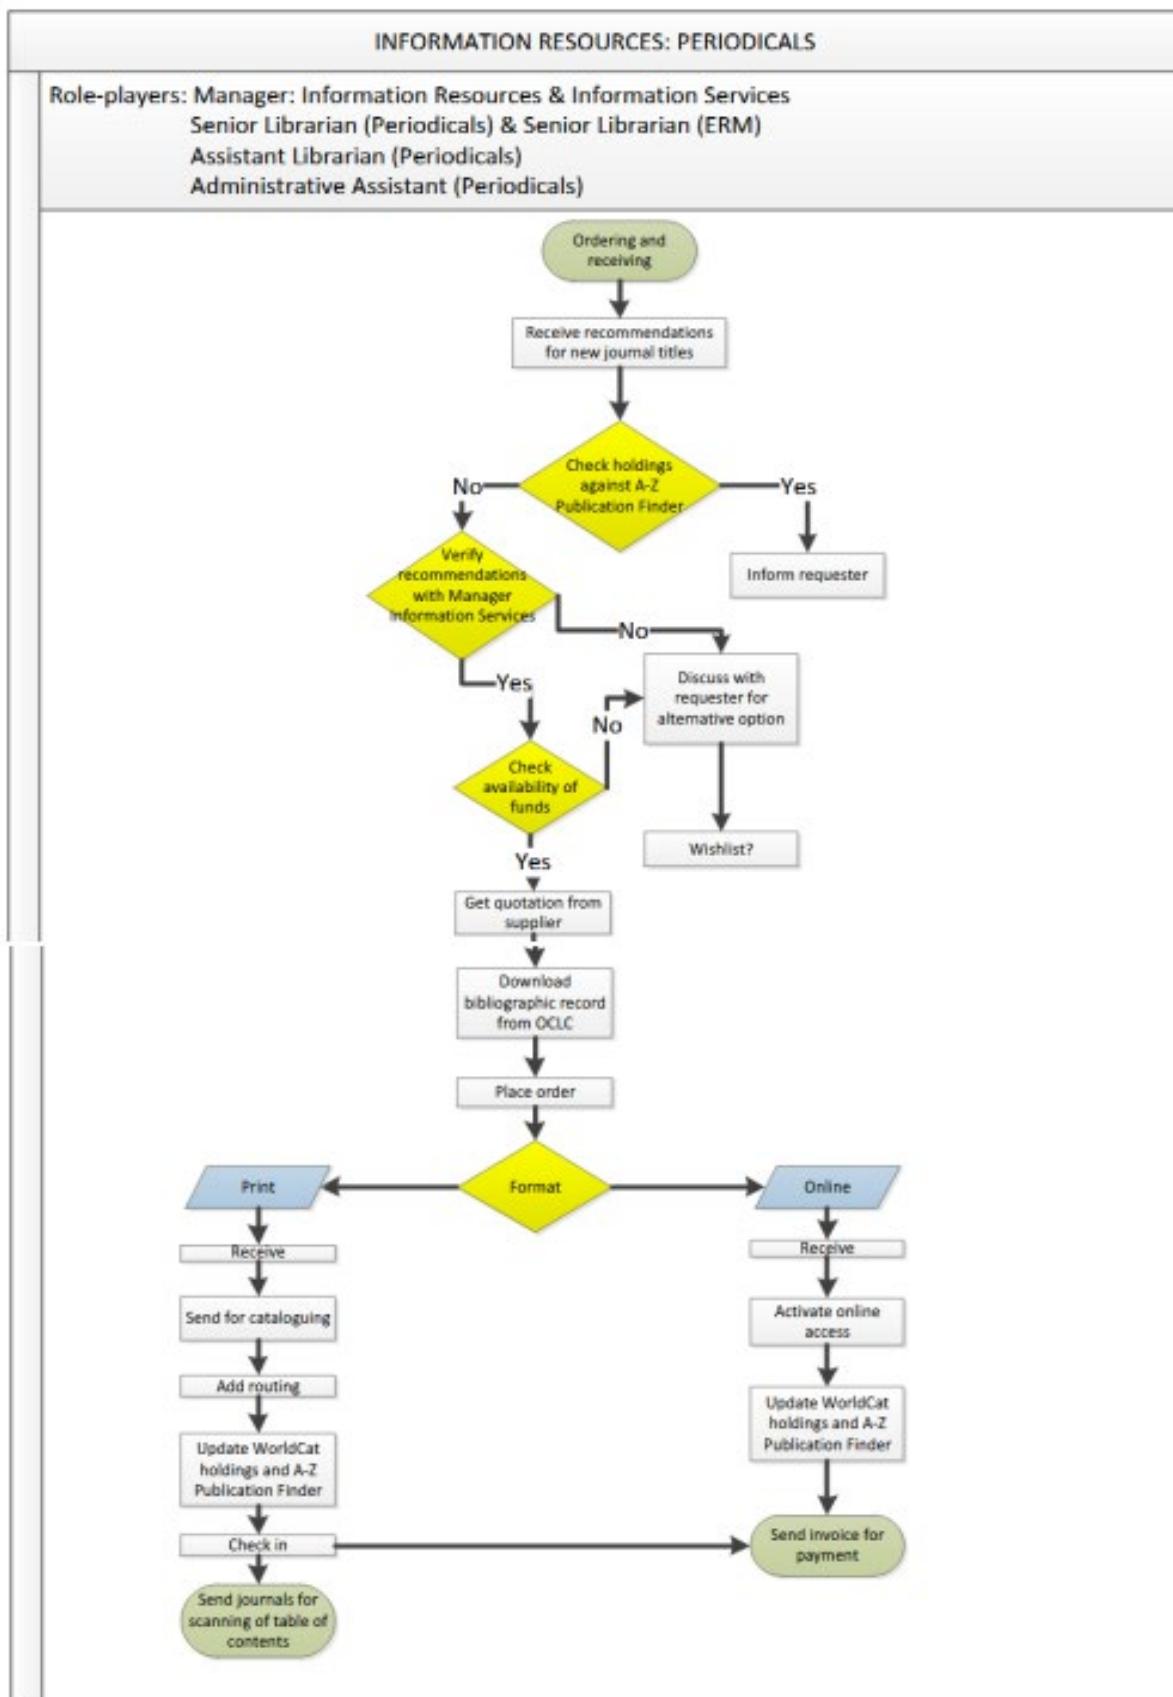 INFORMATION RESOURCES: PERIODICALS
Role-players: Manager: Information Resources & Information Services
Senior Librarian (Periodicals) & Senior Librarian (ERM)
Assistant Librarian (Periodicals)
Administrative Assistant (Periodicals)
Ordering and
receiving
Receive recommendations
for new journal titles
Check holdings
against A-Z
Publication Finder
No
Yes
Verify
recommendations
with Manager
Information Services
Inform requester
No
Yes
Discuss with
requester for
alternative option
No
Check
availability of
funds
Wishlist?
Yes
Get quotation from
supplier
Download
bibliographic record
from OCLC
Place order
Format
Print
Online
Receive
Receive
Send for cataloguing
Activate online
access
Add routing
Update WorldCat
holdings and A-Z
Publication Finder
Update WorldCat
holdings and A-Z
Publication Finder
Check in
Send invoice for
payment
Send journals for
scanning of table of
contents